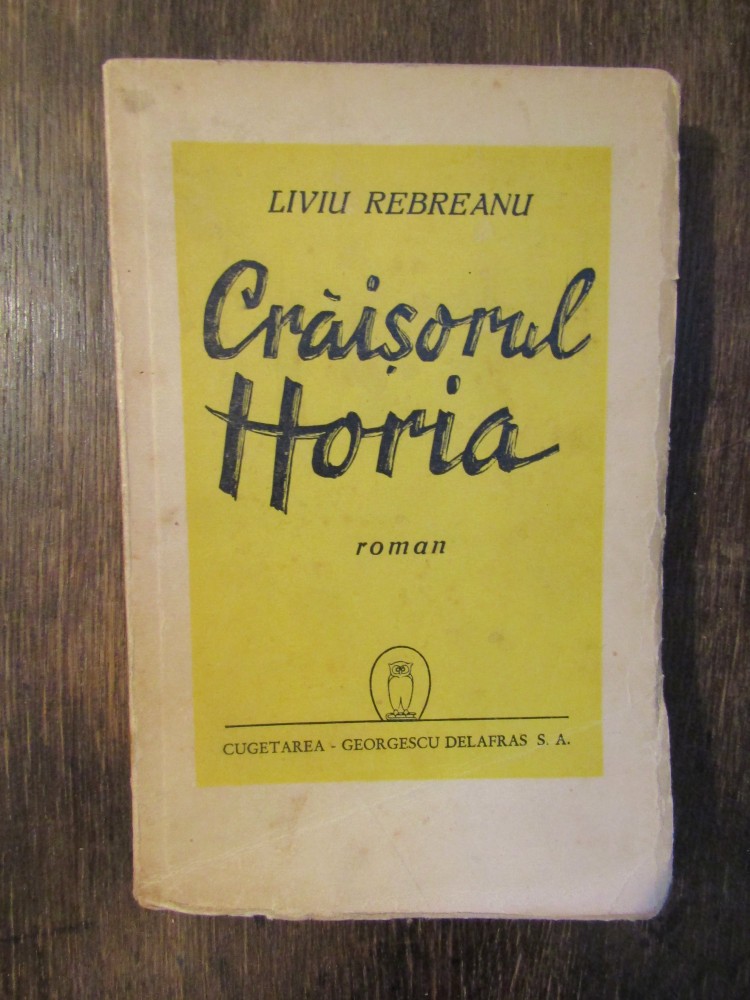 LIVIU REBREANU
Crăișorul
Horia
roman
CUGETAREA - GEORGESCU DELAFRAS S. A.